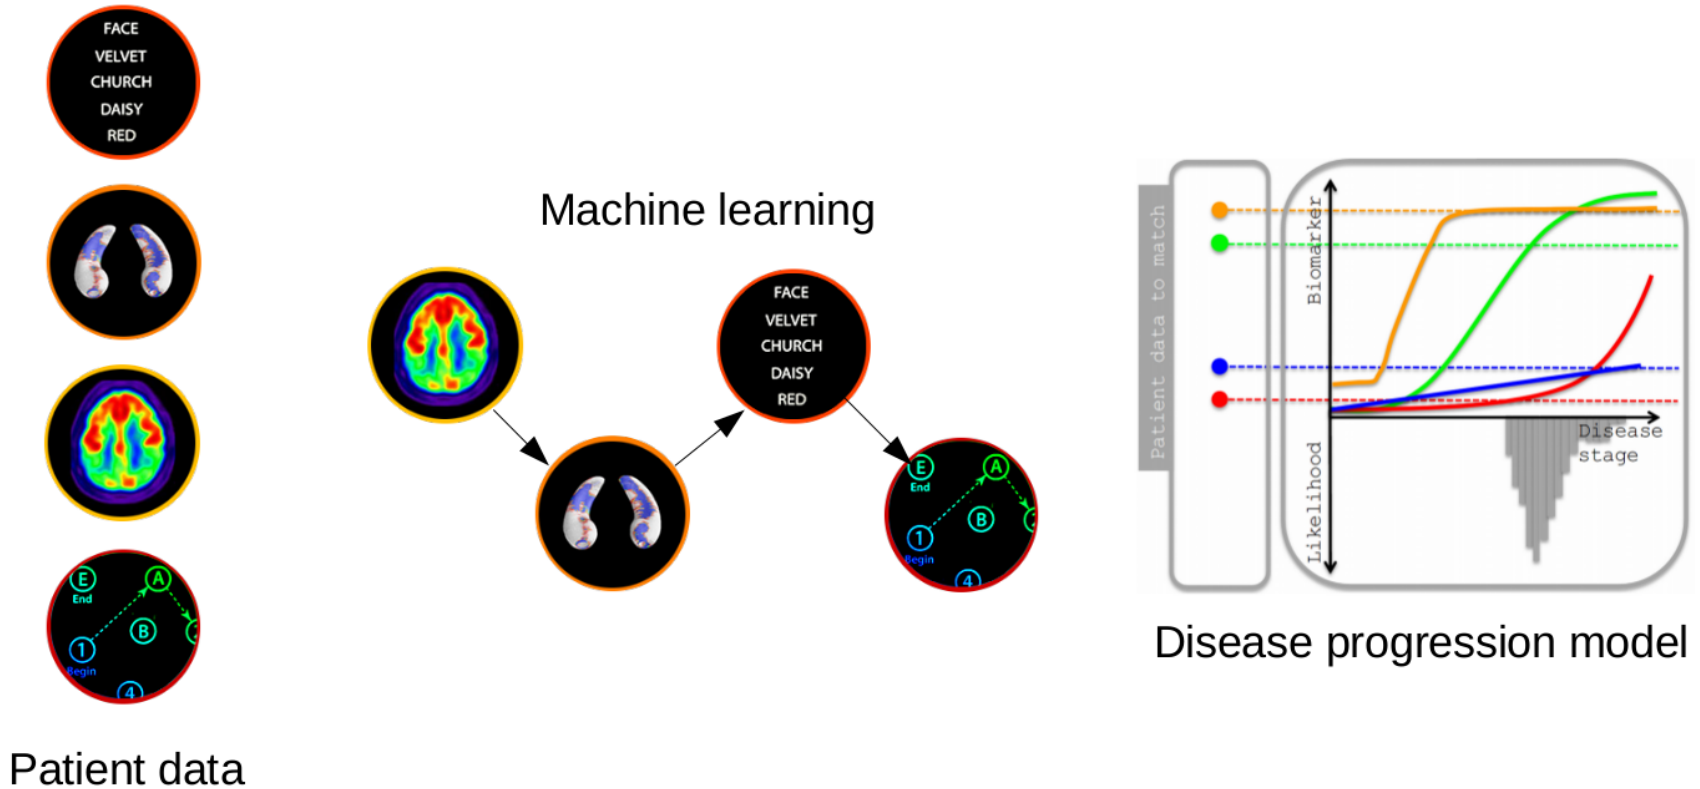 FACE
VELVET
CHURCH
DAISY
RED
E
End
A
B
1
Begin
4
Patient data
Machine learning
FACE
VELVET
CHURCH
DAISY
RED
E
End
A
B
1
Begin
4
Patient data to match
Biomarker
Likelihood
Disease
stage
Disease progression model